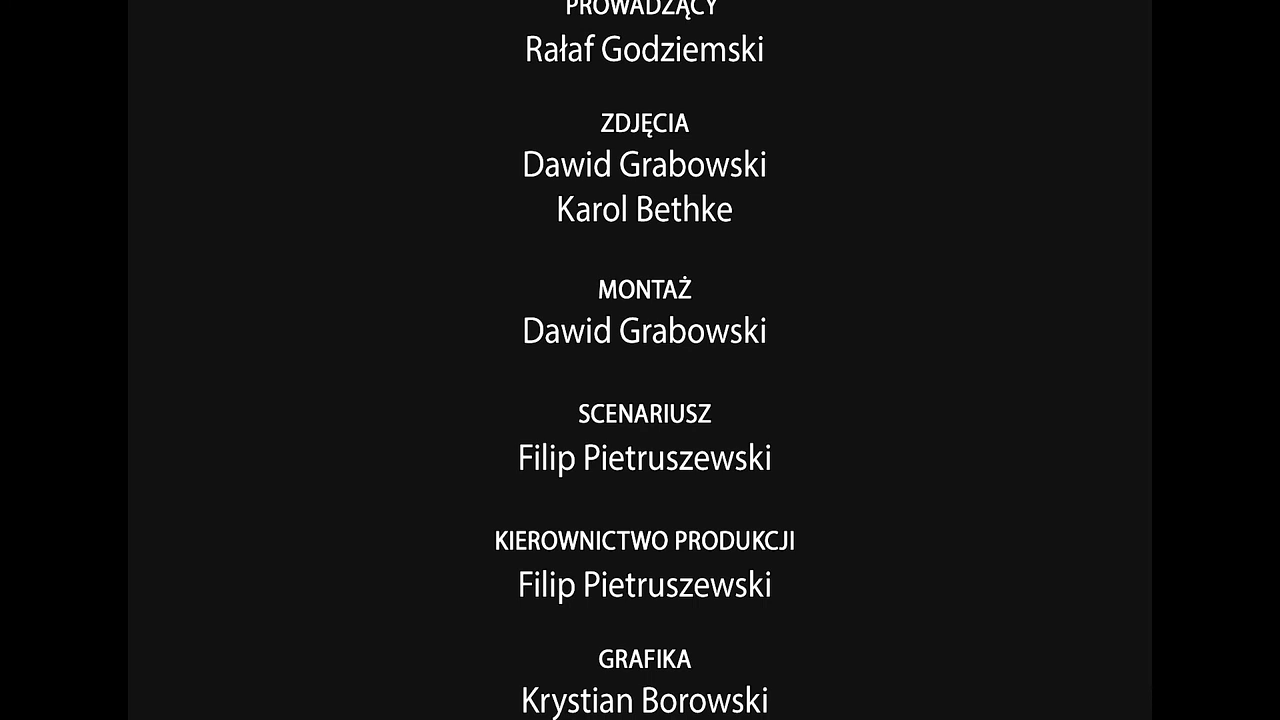 PROWADZĄCY
Rałaf Godziemski
ZDJĘCIA
Dawid Grabowski
Karol Bethke
MONTAŻ
Dawid Grabowski
SCENARIUSZ
Filip Pietruszewski
KIEROWNICTWO PRODUKCJI
Filip Pietruszewski
GRAFIKA
Krystian Borowski